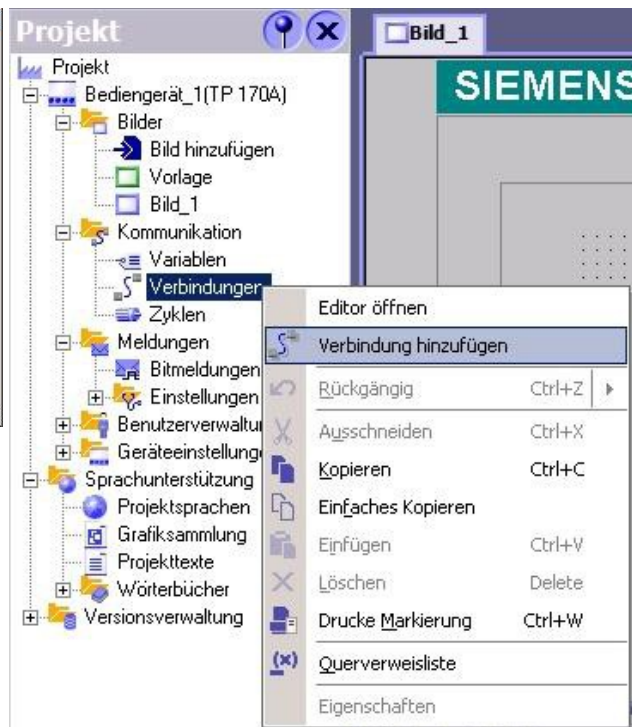 Projekt
Bild_1
Projekt
Bediengerät_1(TP 170A)
Bilder
Bild hinzufügen
Vorlage
Bild_1
Kommunikation
Variablen
Verbindungen
Zyklen
Meldungen
Bitmeldungen
Einstellungen
Benutzerverwaltu
Geräteeinstellung
Sprachunterstützung
Projektsprachen
Grafiksammlung
Projekttexte
Wörterbücher
Versionsverwaltung
SIEMENS
Editor öffnen
Verbindung hinzufügen
Rückgängig Ctrl+Z
Ausschneiden Ctrl+X
Kopieren Ctrl+C
Einfaches Kopieren
Einfügen Ctrl+V
Löschen Delete
Drucke Markierung Ctrl+W
Querverweisliste
Eigenschaften